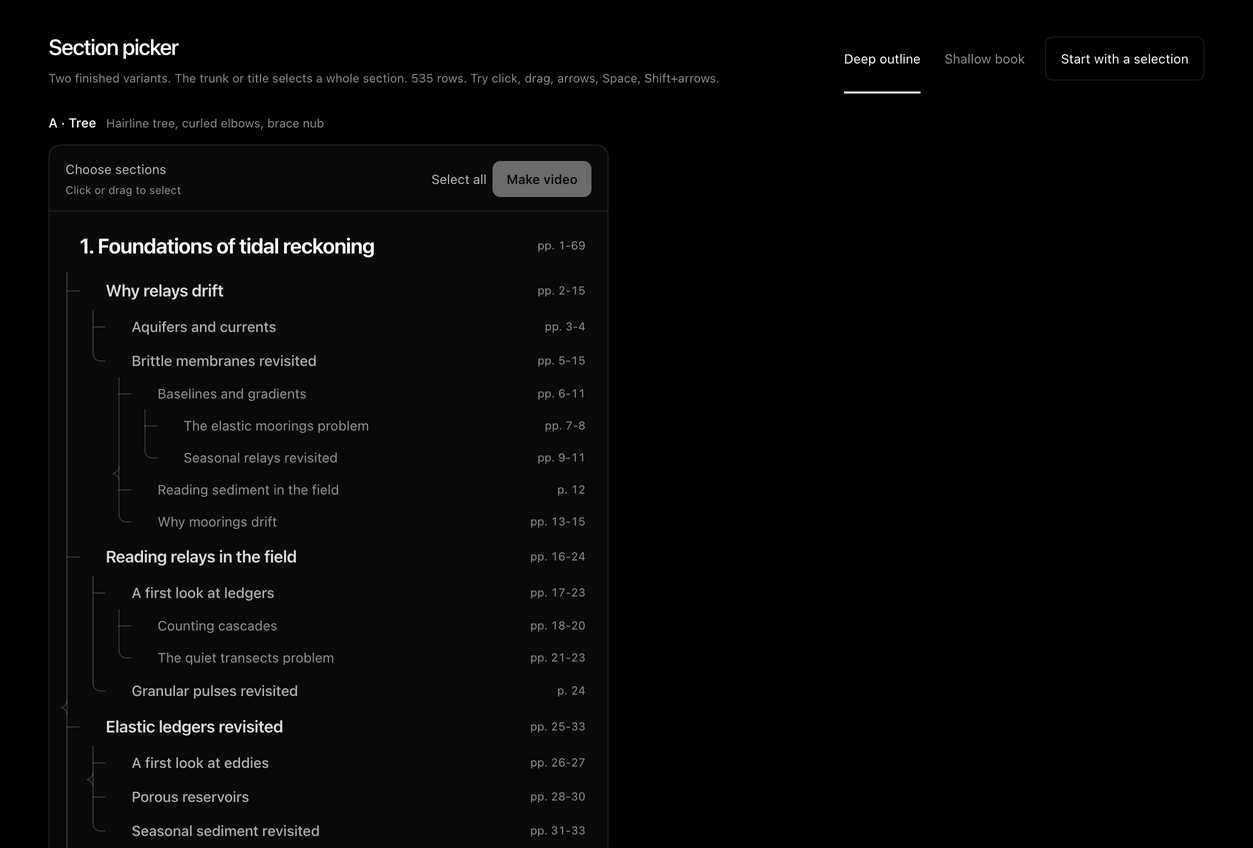 Section picker
Two finished variants. The trunk or title selects a whole section. 535 rows. Try click, drag, arrows, Space, Shift+arrows.
Deep outline
Shallow book
Start with a selection
A · Tree Hairline tree, curled elbows, brace nub
Choose sections
Click or drag to select
Select all
Make video
1. Foundations of tidal reckoning pp. 1-69
Why relays drift pp. 2-15
Aquifers and currents pp. 3-4
Brittle membranes revisited pp. 5-15
Baselines and gradients pp. 6-11
The elastic moorings problem pp. 7-8
Seasonal relays revisited pp. 9-11
Reading sediment in the field p. 12
Why moorings drift pp. 13-15
Reading relays in the field pp. 16-24
A first look at ledgers pp. 17-23
Counting cascades pp. 18-20
The quiet transects problem pp. 21-23
Granular pulses revisited p. 24
Elastic ledgers revisited pp. 25-33
A first look at eddies pp. 26-27
Porous reservoirs pp. 28-30
Seasonal sediment revisited pp. 31-33